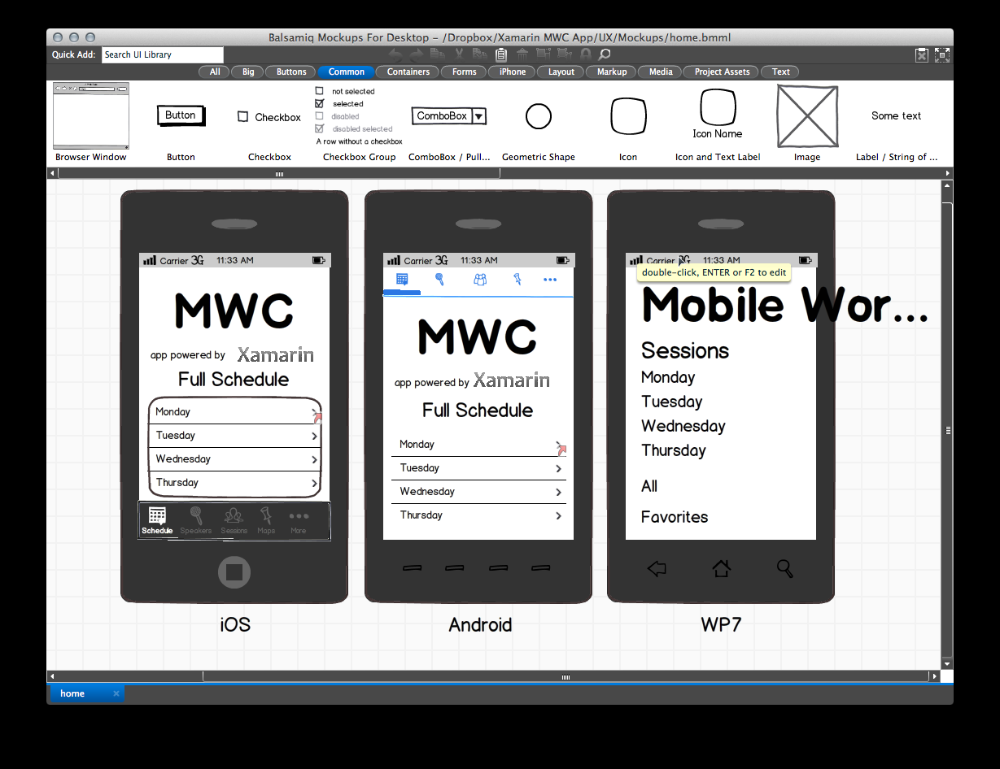 Balsamiq Mockups For Desktop - /Dropbox/Xamarin MWC App/UX/Mockups/home.bmml
Quick Add: Search UI Library
All Big Buttons Common Containers Forms iPhone Layout Markup Media Project Assets Text
Button
Checkbox
not selected
selected
disabled
disabled selected
A row without a checkbox
ComboBox
Icon Name
Some text
Browser Window Button Checkbox Checkbox Group ComboBox / Pull... Geometric Shape Icon Icon and Text Label Image Label / String of ...
Carrier 3G 11:33 AM
MWC
app powered by Xamarin
Full Schedule
Monday
Tuesday
Wednesday
Thursday
Schedule Speakers Sessions Maps More
iOS
Carrier 3G 11:33 AM
MWC
app powered by Xamarin
Full Schedule
Monday
Tuesday
Wednesday
Thursday
Android
Carrier 3G 11:33 AM
double-click, ENTER or F2 to edit
Mobile Wor...
Sessions
Monday
Tuesday
Wednesday
Thursday
All
Favorites
WP7
home